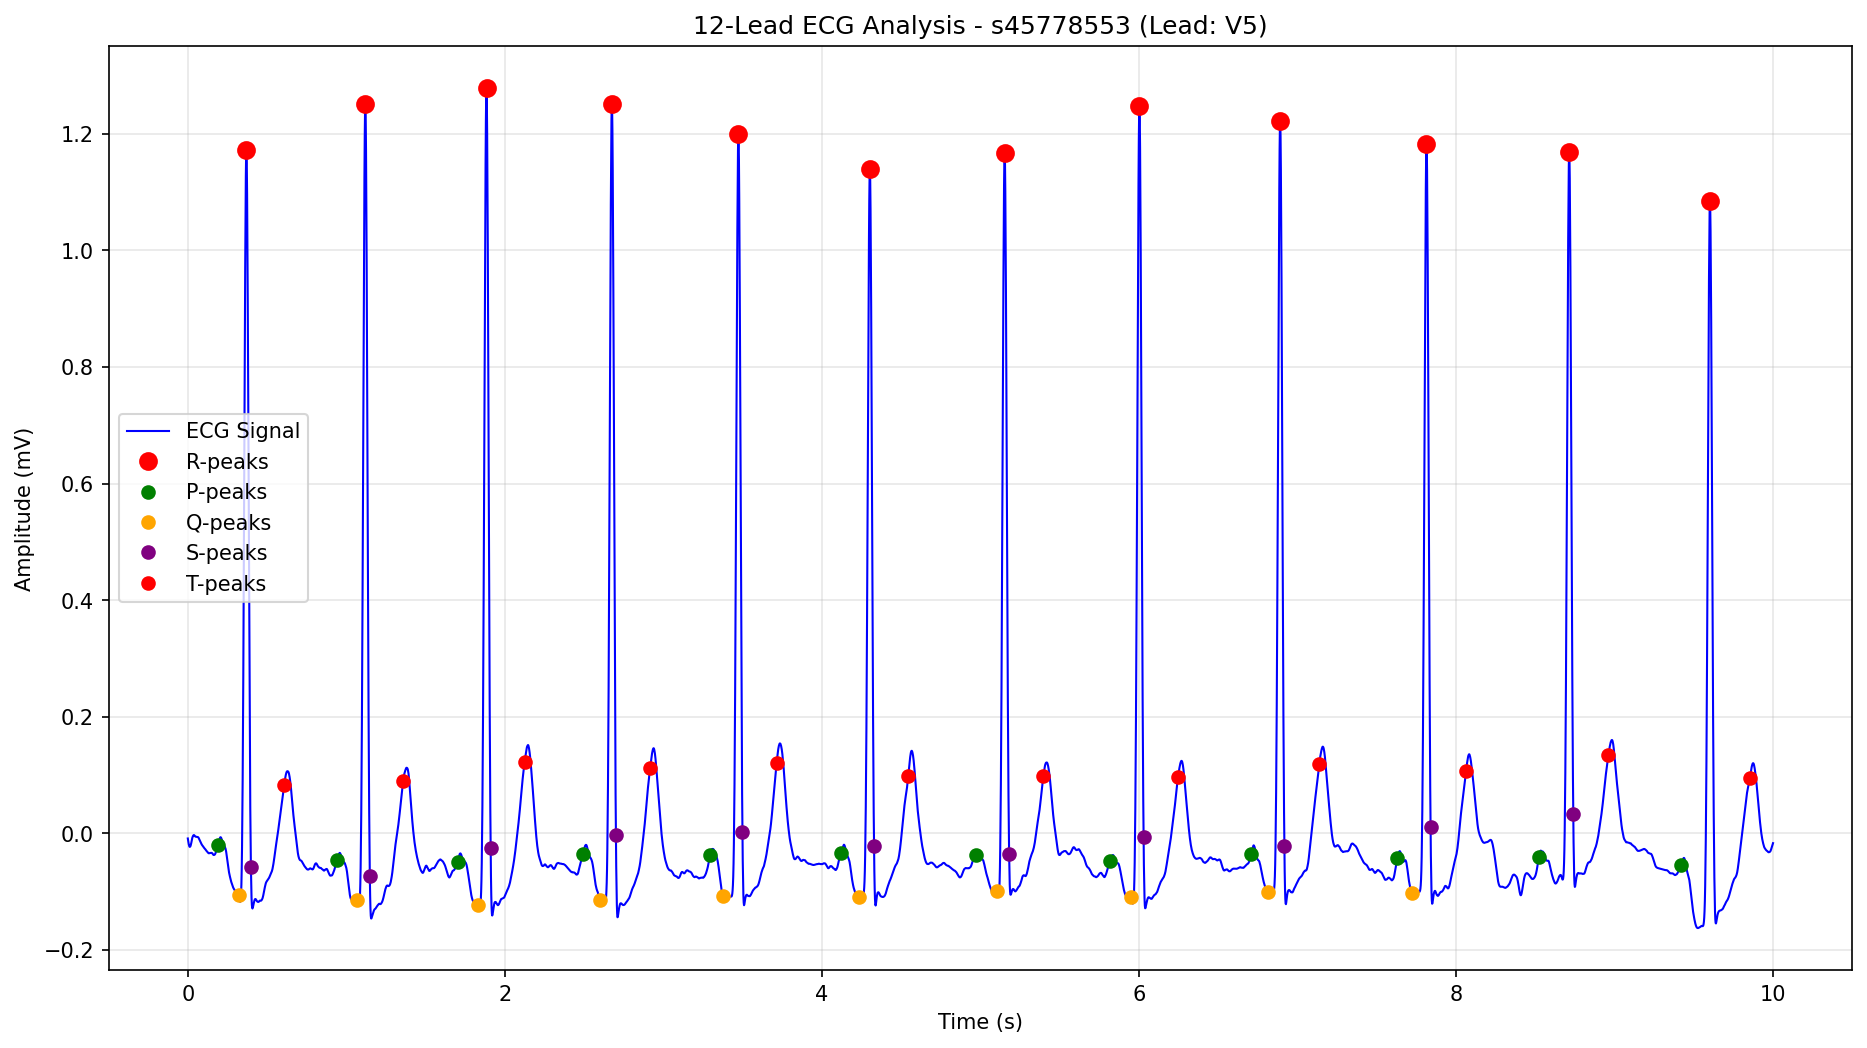 12-Lead ECG Analysis - s45778553 (Lead: V5)
Amplitude (mV)
1.2
1.0
0.8
0.6
0.4
0.2
0.0
−0.2
ECG Signal
R-peaks
P-peaks
Q-peaks
S-peaks
T-peaks
0 2 4 6 8 10
Time (s)